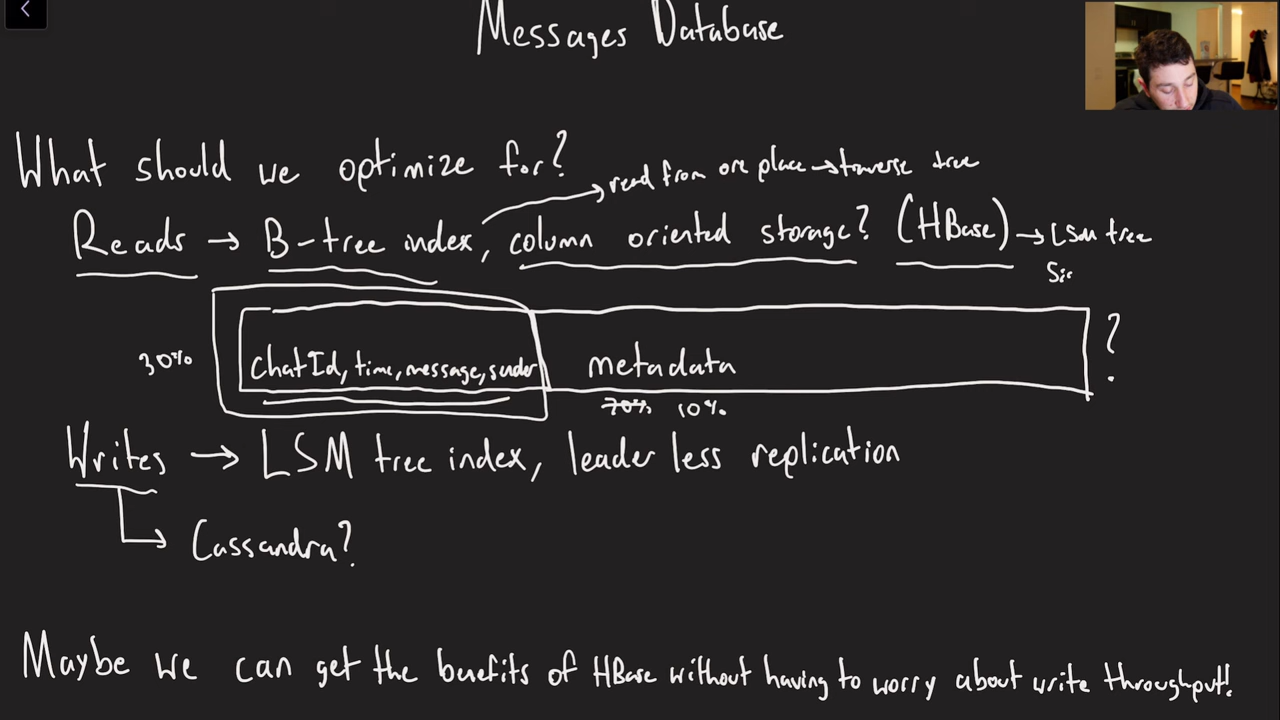 Messages Database
What should we optimize for?
read from one place → traverse tree
Reads → B-tree index, column oriented storage? (HBase) → LSM tree
30%
chatId, time, message, sender
metadata
?
70% 10%
Writes → LSM tree index, leader less replication
Cassandra?
Maybe we can get the benefits of HBase without having to worry about write throughput!